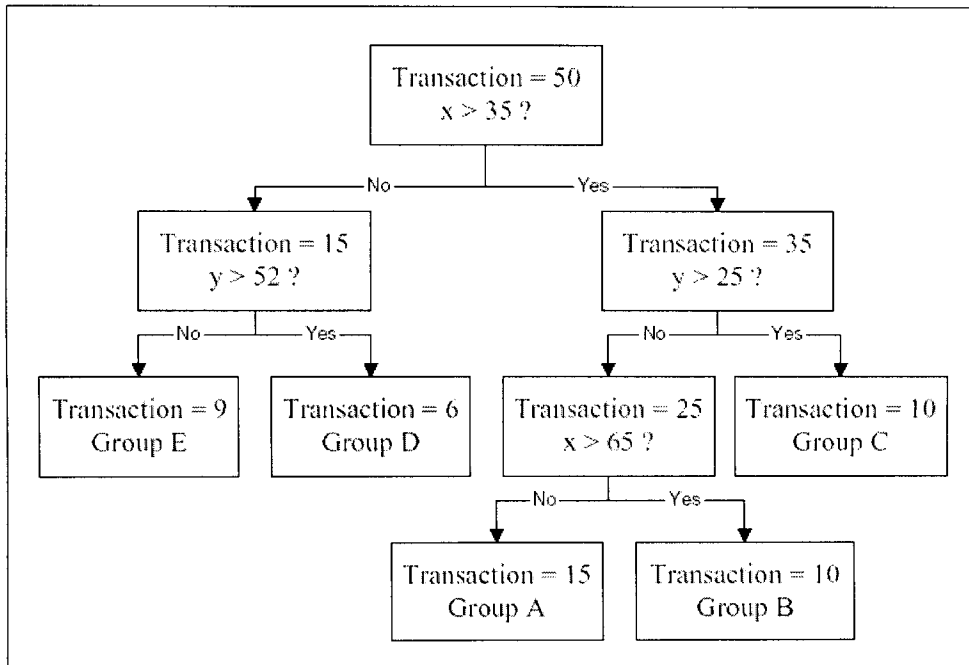 Transaction = 50
x > 35 ?
No
Yes
Transaction = 15
y > 52 ?
Transaction = 35
y > 25 ?
No
Yes
No
Yes
Transaction = 9
Group E
Transaction = 6
Group D
Transaction = 25
x > 65 ?
Transaction = 10
Group C
No
Yes
Transaction = 15
Group A
Transaction = 10
Group B